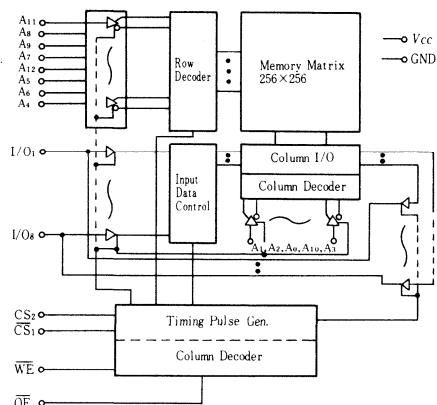 A11
A8
A9
A7
A12
A5
A6
A4
Row
Decoder
Memory Matrix
256×256
Vcc
GND
I/O1
Input
Data
Control
Column I/O
Column Decoder
I/O8
A1, A2, A0, A10, A3
CS2
CS1
Timing Pulse Gen.
Column Decoder
WE
OE